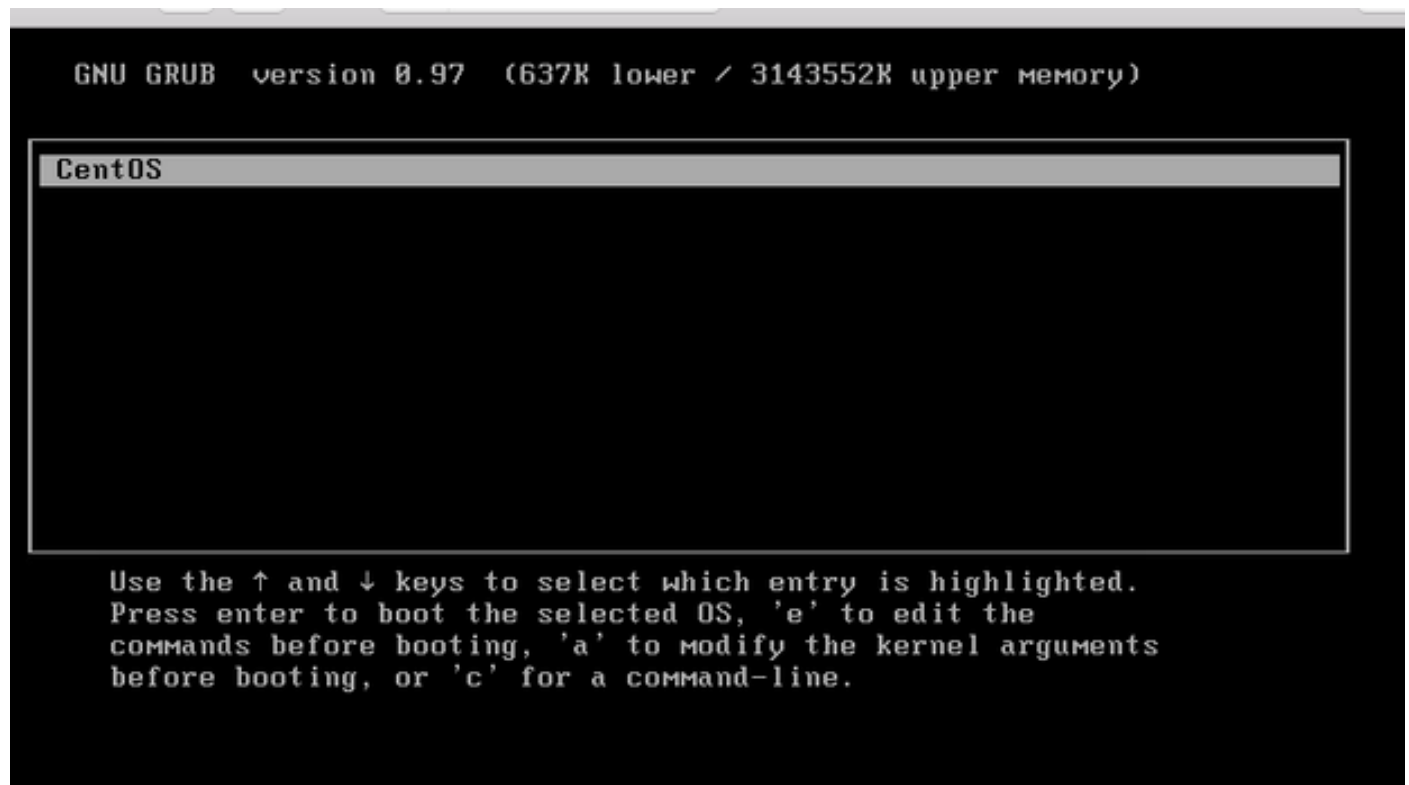 GNU GRUB version 0.97 (637K lower / 3143552K upper memory)
CentOS
Use the ↑ and ↓ keys to select which entry is highlighted.
Press enter to boot the selected OS, 'e' to edit the
commands before booting, 'a' to modify the kernel arguments
before booting, or 'c' for a command-line.